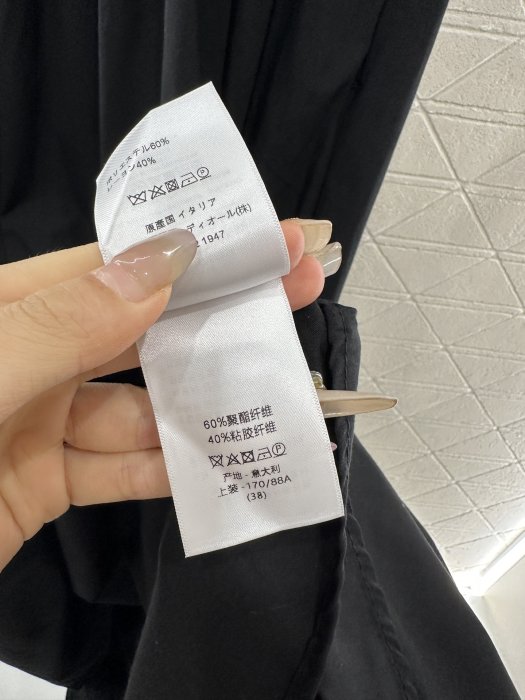 ポリエステル60%
レーヨン40%
原産国 イタリア
ディオール(株)
1947
60%聚酯纤维
40%粘胶纤维
产地 - 意大利
上装 -170/88A
(38)